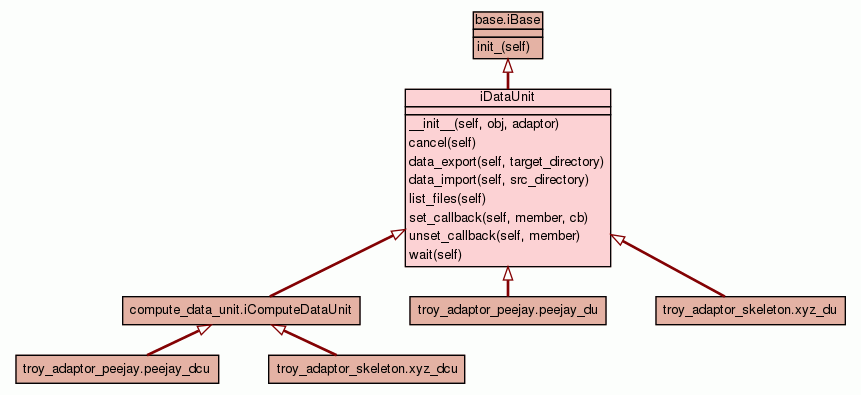 base.iBase
init_(self)
iDataUnit
__init__(self, obj, adaptor)
cancel(self)
data_export(self, target_directory)
data_import(self, src_directory)
list_files(self)
set_callback(self, member, cb)
unset_callback(self, member)
wait(self)
compute_data_unit.iComputeDataUnit
troy_adaptor_peejay.peejay_du
troy_adaptor_skeleton.xyz_du
troy_adaptor_peejay.peejay_dcu
troy_adaptor_skeleton.xyz_dcu